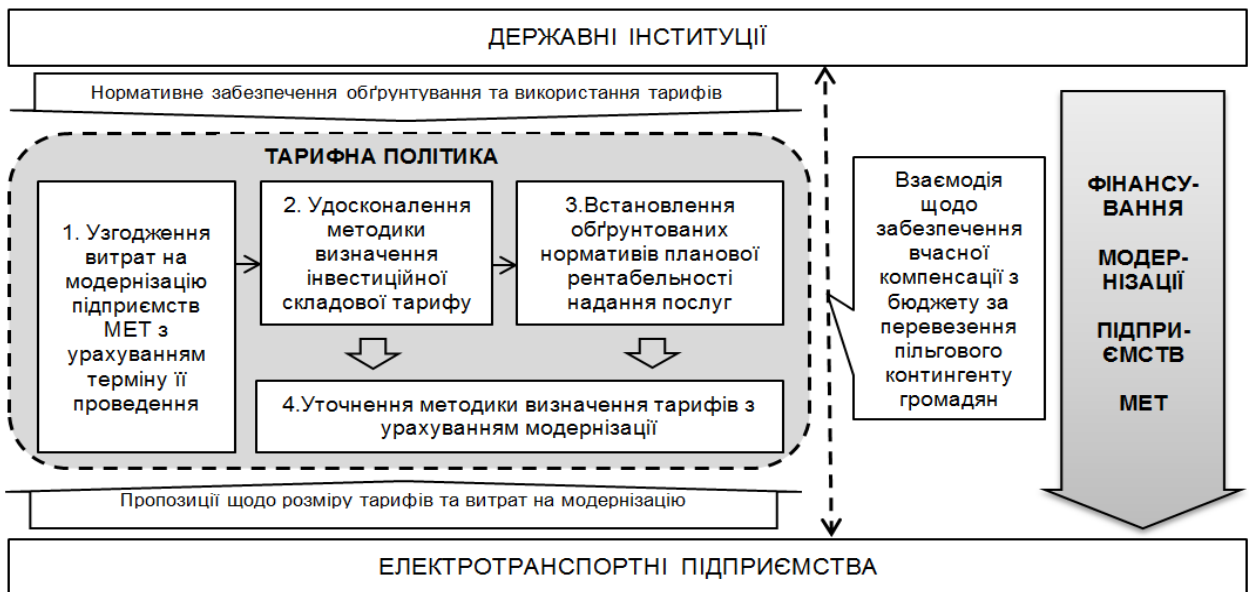 ДЕРЖАВНІ ІНСТИТУЦІЇ
Нормативне забезпечення обґрунтування та використання тарифів
ТАРИФНА ПОЛІТИКА
1. Узгодження
витрат на
модернізацію
підприємств
МЕТ з
урахуванням
терміну її
проведення
2. Удосконалення
методики
визначення
інвестиційної
складової тарифу
3.Встановлення
обґрунтованих
нормативів планової
рентабельності
надання послуг
4.Уточнення методики визначення тарифів з
урахуванням модернізації
Взаємодія
щодо
забезпечення
вчасної
компенсації з
бюджету за
перевезення
пільгового
контингенту
громадян
ФІНАНСУ-
ВАННЯ
МОДЕР-
НІЗАЦІЇ
ПІДПРИ-
ЄМСТВ
МЕТ
Пропозиції щодо розміру тарифів та витрат на модернізацію
ЕЛЕКТРОТРАНСПОРТНІ ПІДПРИЄМСТВА